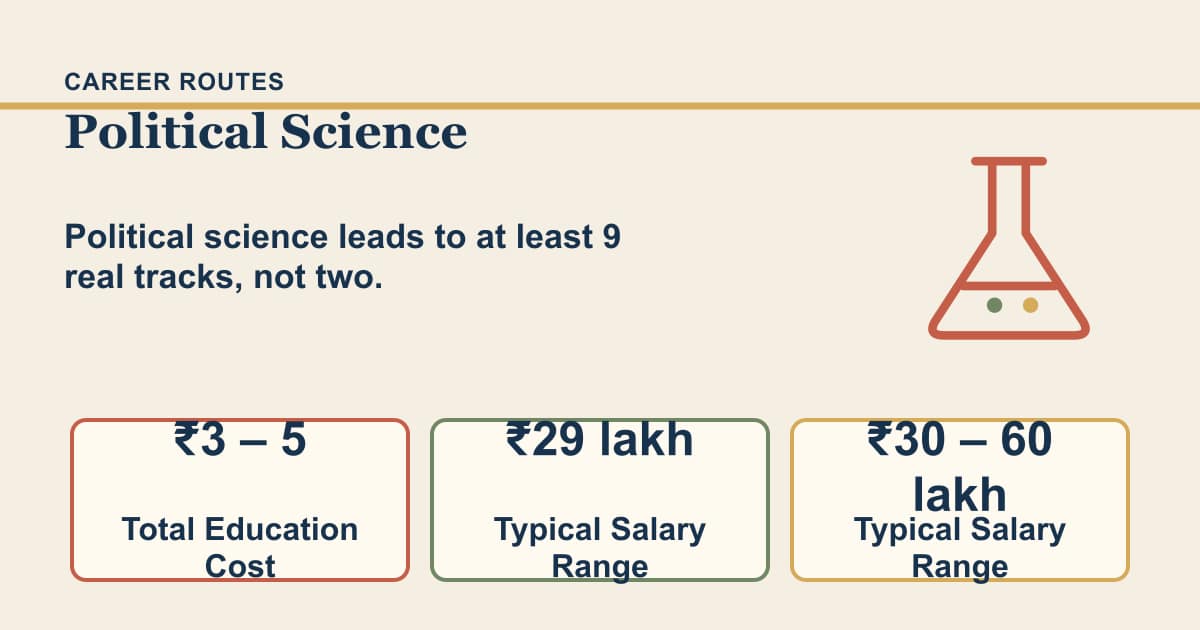 CAREER ROUTES
Political Science
Political science leads to at least 9
real tracks, not two.
₹3 – 5
Total Education
Cost
₹29 lakh
Typical Salary
Range
₹30 – 60
lakh
Typical Salary
Range